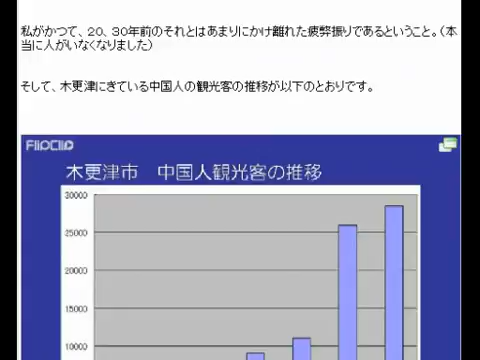 私がかつて、20、30年前のそれとはあまりにかけ離れた疲弊振りであるということ。(本
当に人がいなくなりました)
そして、木更津にきている中国人の観光客の推移が以下のとおりです。
FlipClip
木更津市 中国人観光客の推移
30000
25000
20000
15000
10000